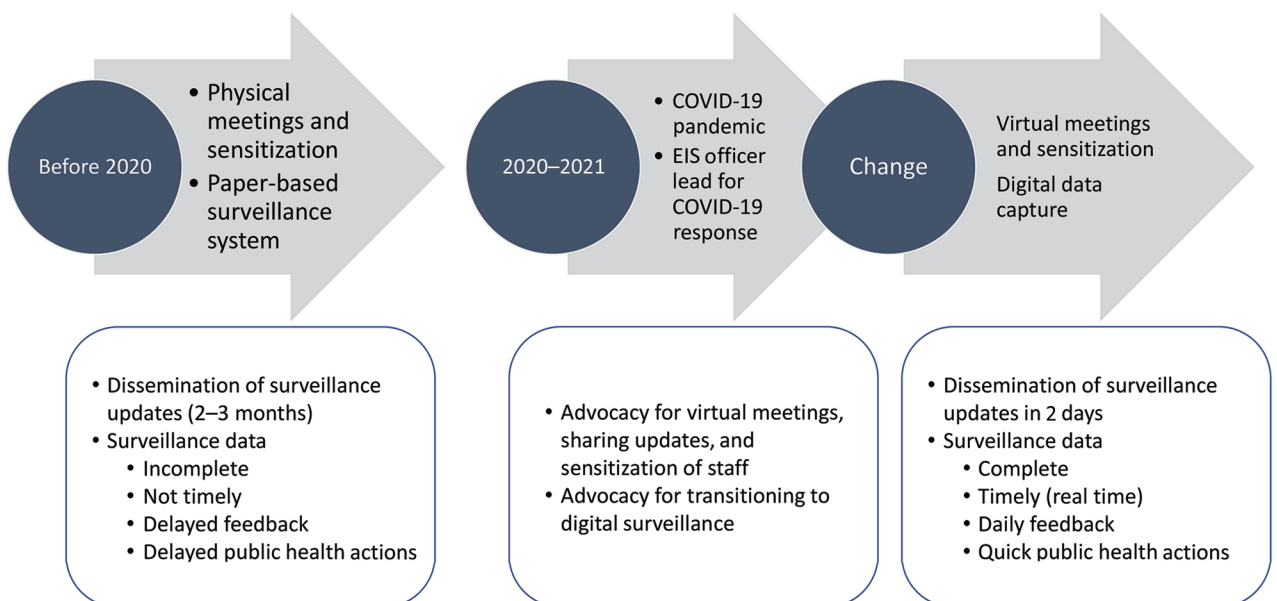 Before 2020
• Physical
meetings and
sensitization
• Paper-based
surveillance
system
2020–2021
• COVID-19
pandemic
• EIS officer
lead for
COVID-19
response
Change
Virtual meetings
and sensitization
Digital data
capture
• Dissemination of surveillance
updates (2–3 months)
• Surveillance data
• Incomplete
• Not timely
• Delayed feedback
• Delayed public health actions
• Advocacy for virtual meetings,
sharing updates, and
sensitization of staff
• Advocacy for transitioning to
digital surveillance
• Dissemination of surveillance
updates in 2 days
• Surveillance data
• Complete
• Timely (real time)
• Daily feedback
• Quick public health actions